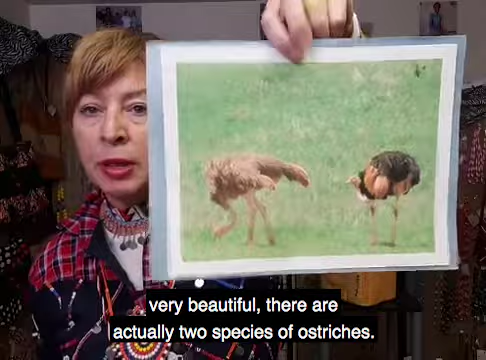 very beautiful, there are
actually two species of ostriches.